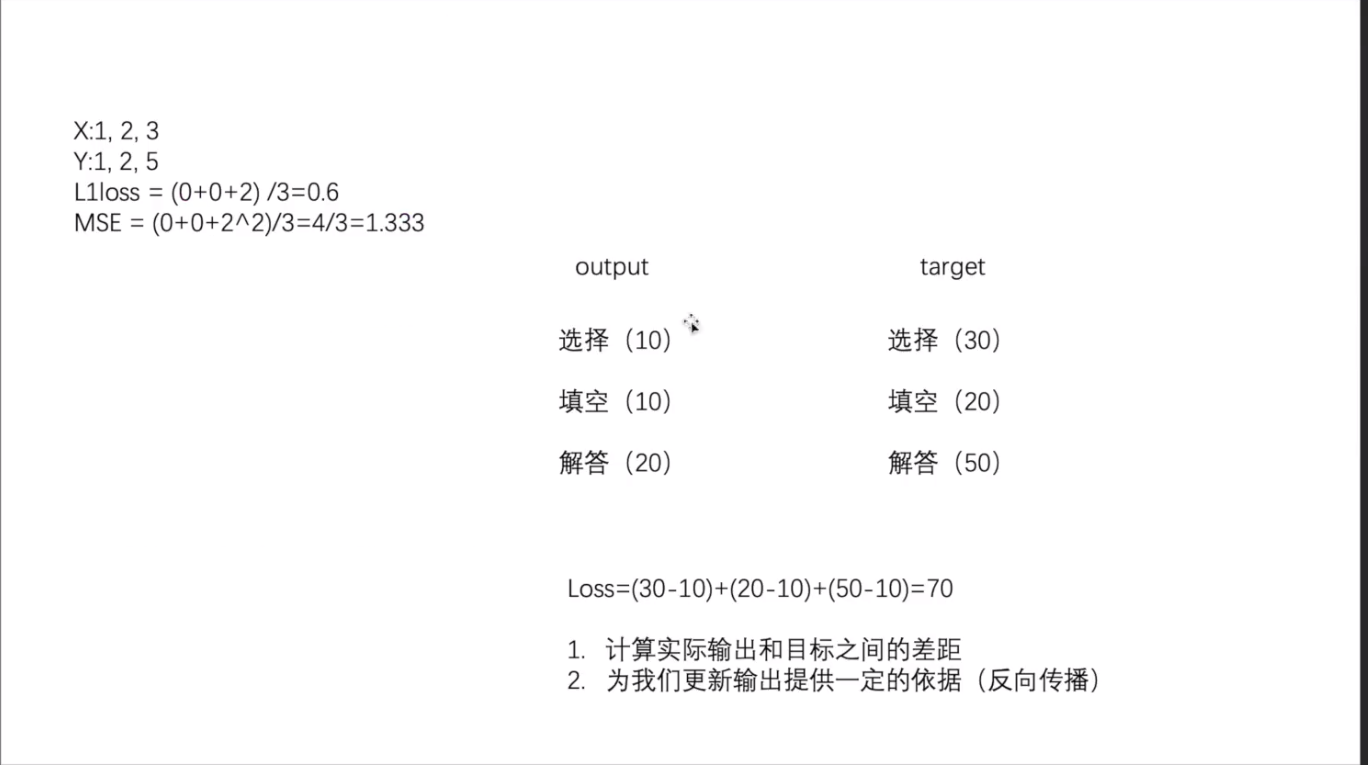 X:1, 2, 3
Y:1, 2, 5
L1loss = (0+0+2) /3=0.6
MSE = (0+0+2^2)/3=4/3=1.333
output target
选择（10） 选择（30）
填空（10） 填空（20）
解答（20） 解答（50）
Loss=(30-10)+(20-10)+(50-10)=70
1. 计算实际输出和目标之间的差距
2. 为我们更新输出提供一定的依据（反向传播）